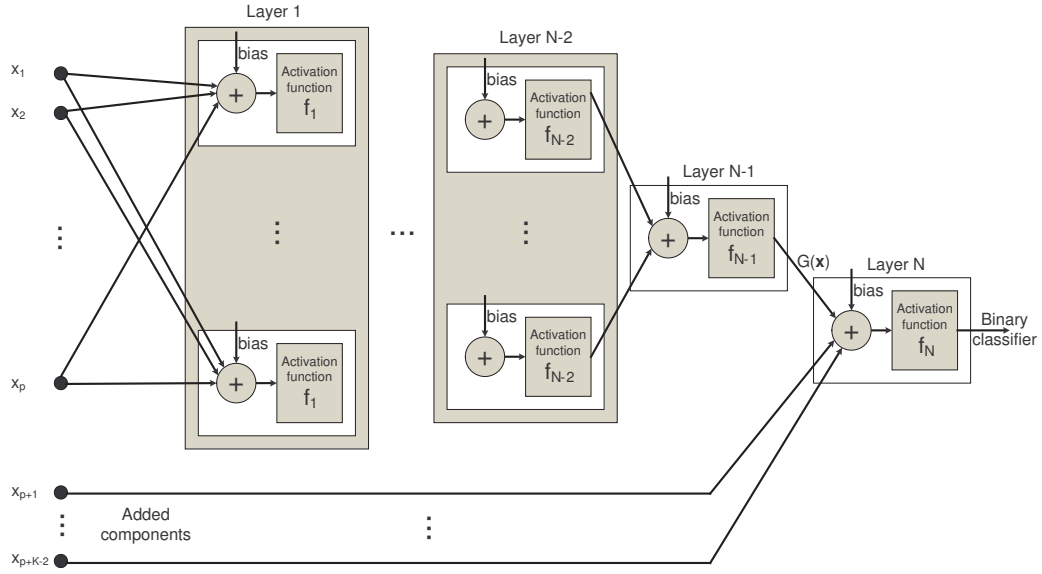 Layer 1
bias
Activation
function
f1
+
x1
x2
Layer N-2
bias
Activation
function
fN-2
+
Layer N-1
bias
Activation
function
fN-1
+
G(x)
Layer N
bias
Activation
function
fN
+
Binary
classifier
bias
Activation
function
fN-2
+
bias
Activation
function
f1
+
xp
xp+1
Added
components
xp+K-2